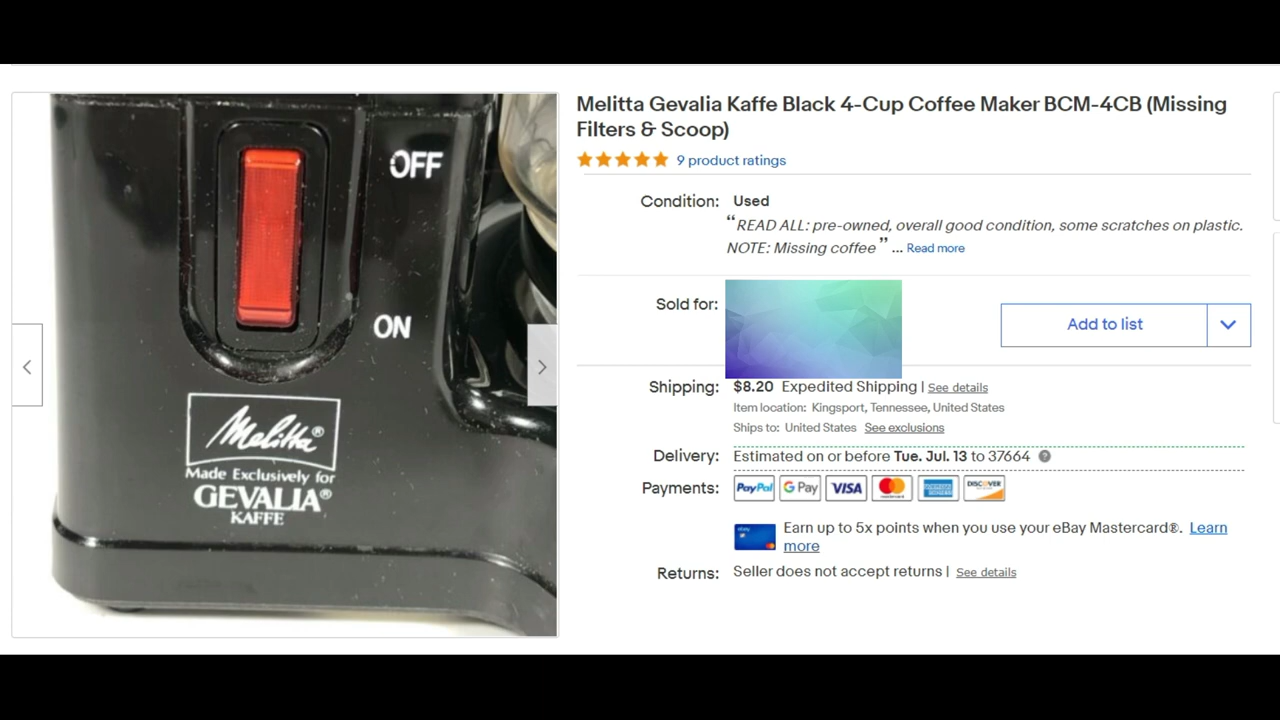 OFF
ON
Melitta®
Made Exclusively for
GEVALIA®
KAFFE
Melitta Gevalia Kaffe Black 4-Cup Coffee Maker BCM-4CB (Missing
Filters & Scoop)
9 product ratings
Condition: Used
“READ ALL: pre-owned, overall good condition, some scratches on plastic.
NOTE: Missing coffee ” ... Read more
Sold for:
Add to list
Shipping: $8.20 Expedited Shipping | See details
Item location: Kingsport, Tennessee, United States
Ships to: United States See exclusions
Delivery: Estimated on or before Tue. Jul. 13 to 37664 ?
Payments: PayPal G Pay VISA mastercard AMERICAN EXPRESS DISCOVER
ebay
Earn up to 5x points when you use your eBay Mastercard®. Learn
more
Returns: Seller does not accept returns | See details